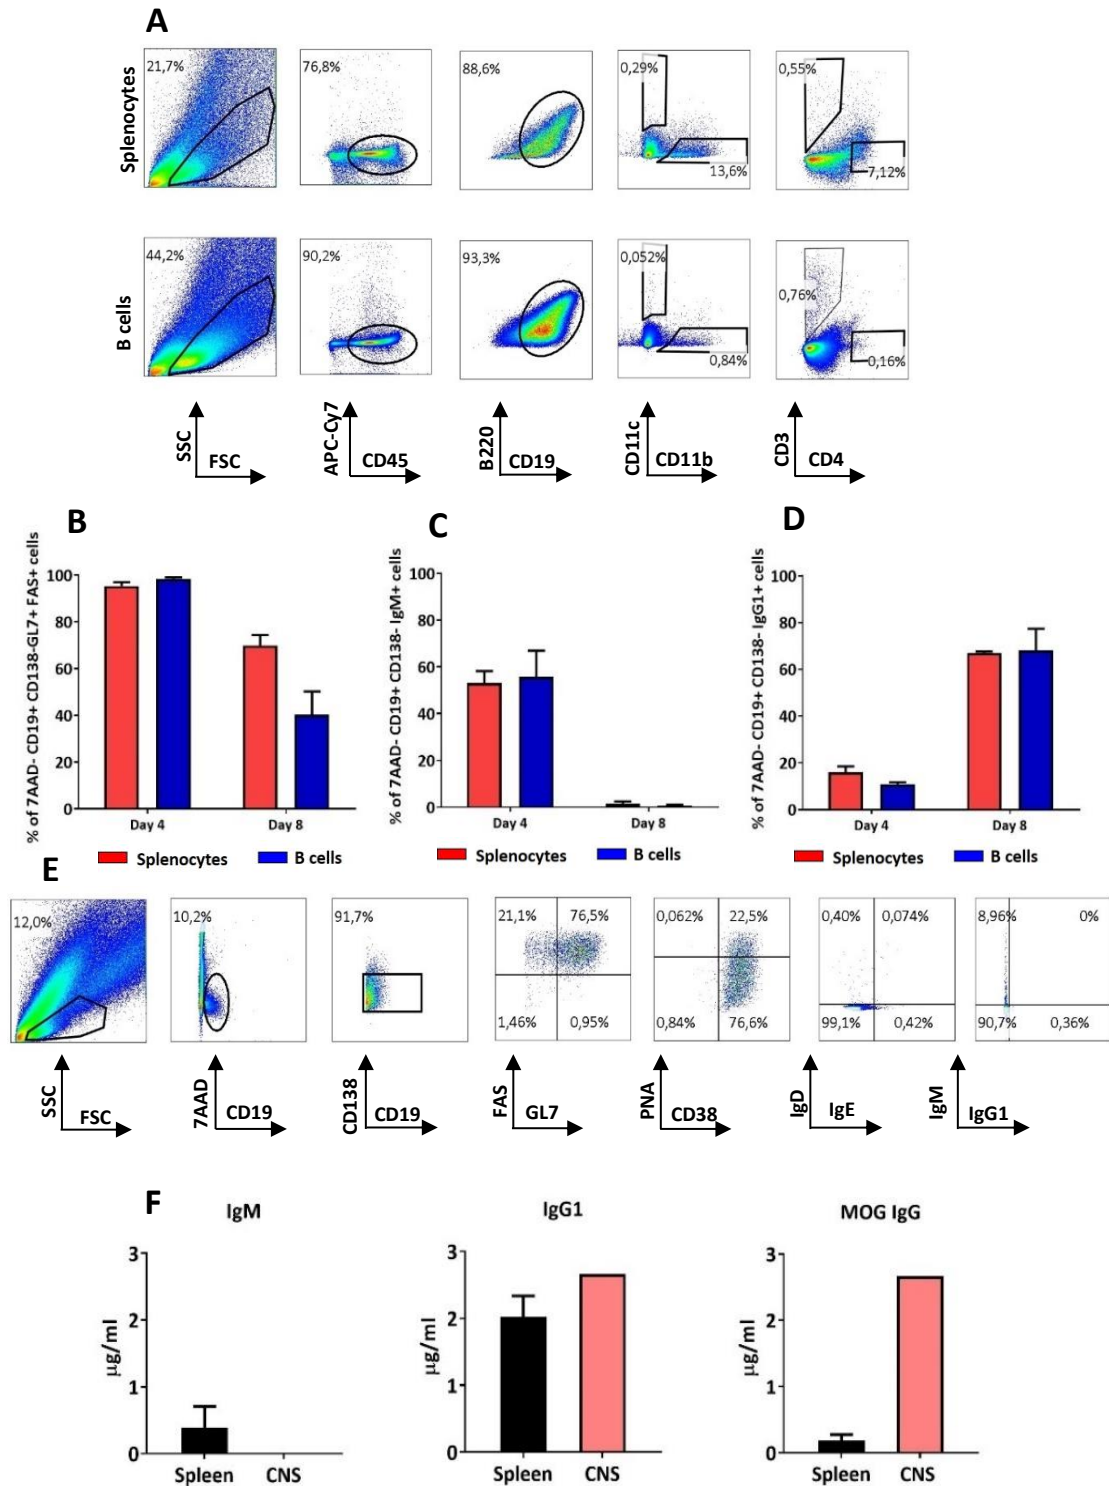 A
Splenocytes
21,7%
76,8%
88,6%
0,29%
13,6%
0,55%
7,12%
B cells
44,2%
90,2%
93,3%
0,052%
0,84%
0,76%
0,16%
SSC
FSC
APC-Cy7
CD45
B220
CD19
CD11c
CD11b
CD3
CD4
B
% of 7AAD- CD19+ CD138-GL7+ FAS+ cells
100
80
60
40
20
0
Day 4
Day 8
Splenocytes
B cells
C
% of 7AAD- CD19+ CD138- IgM+ cells
100
80
60
40
20
0
Day 4
Day 8
Splenocytes
B cells
D
% of 7AAD- CD19+ CD138- IgG1+ cells
100
80
60
40
20
0
Day 4
Day 8
Splenocytes
B cells
E
12,0%
10,2%
91,7%
21,1%
76,5%
1,46%
0,95%
0,062%
22,5%
0,84%
76,6%
0,40%
0,074%
99,1%
0,42%
8,96%
0%
90,7%
0,36%
SSC
FSC
7AAD
CD19
CD138
CD19
FAS
GL7
PNA
CD38
IgD
IgE
IgM
IgG1
F
IgM
µg/ml
3
2
1
0
Spleen
CNS
IgG1
µg/ml
3
2
1
0
Spleen
CNS
MOG IgG
µg/ml
3
2
1
0
Spleen
CNS